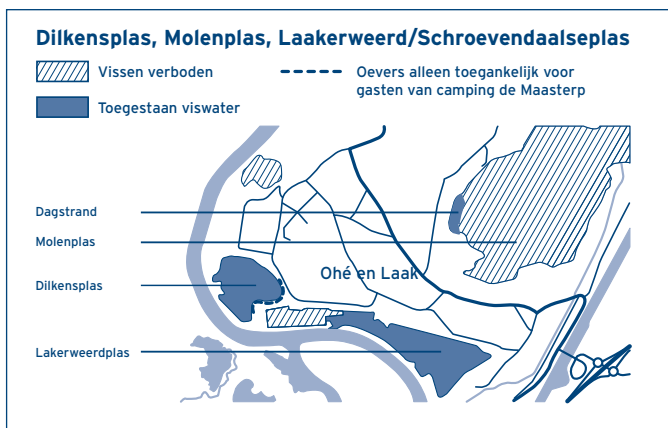 Dilkensplas, Molenplas, Laakerweerd/Schroevendaalseplas
Vissen verboden
Toegestaan viswater
Oevers alleen toegankelijk voor
gasten van camping de Maasterp
Dagstrand
Molenplas
Dilkensplas
Lakerweerdplas
Ohé en Laak